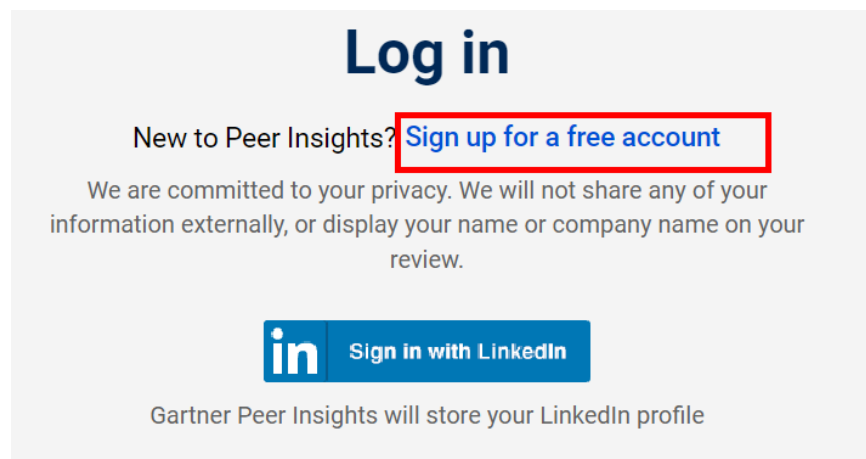 Log in
New to Peer Insights? Sign up for a free account
We are committed to your privacy. We will not share any of your
information externally, or display your name or company name on your
review.
in Sign in with LinkedIn
Gartner Peer Insights will store your LinkedIn profile